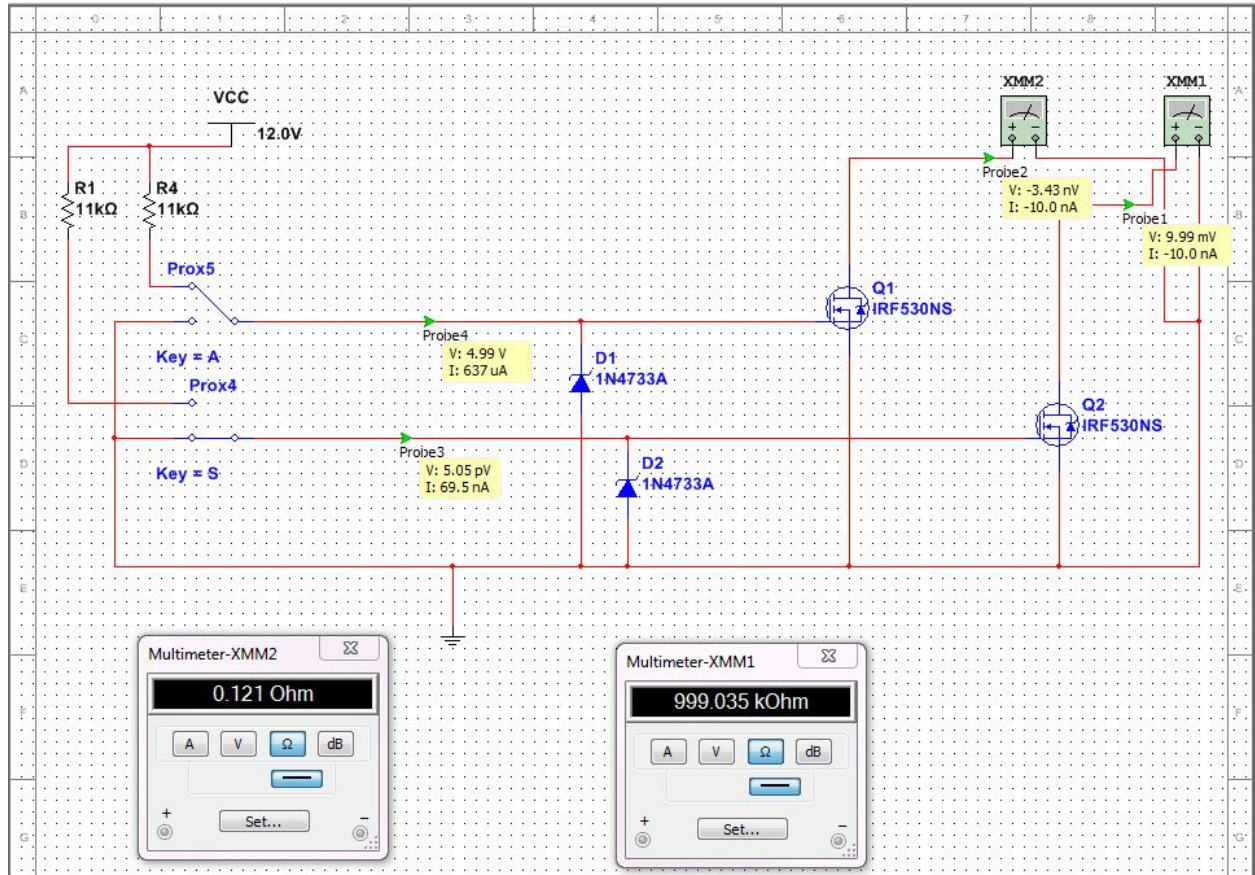 0 1 2 3 4 5 6 7 8
A A
XMM2 XMM1
VCC
12.0V
+ − + −
Probe2
V: -3.43 nV
I: -10.0 nA
B B
R1
11kΩ
R4
11kΩ
Probe1
V: 9.99 mV
I: -10.0 nA
Prox5
Q1
IRF530NS
C C
Probe4
V: 4.99 V
I: 637 uA
Key = A
D1
1N4733A
Prox4
Q2
IRF530NS
D D
Probe3
V: 5.05 pV
I: 69.5 nA
Key = S
D2
1N4733A
E E
Multimeter-XMM2
0.121 Ohm
A V Ω dB
+ −
Set...
Multimeter-XMM1
999.035 kOhm
A V Ω dB
+ −
Set...
F F
G G